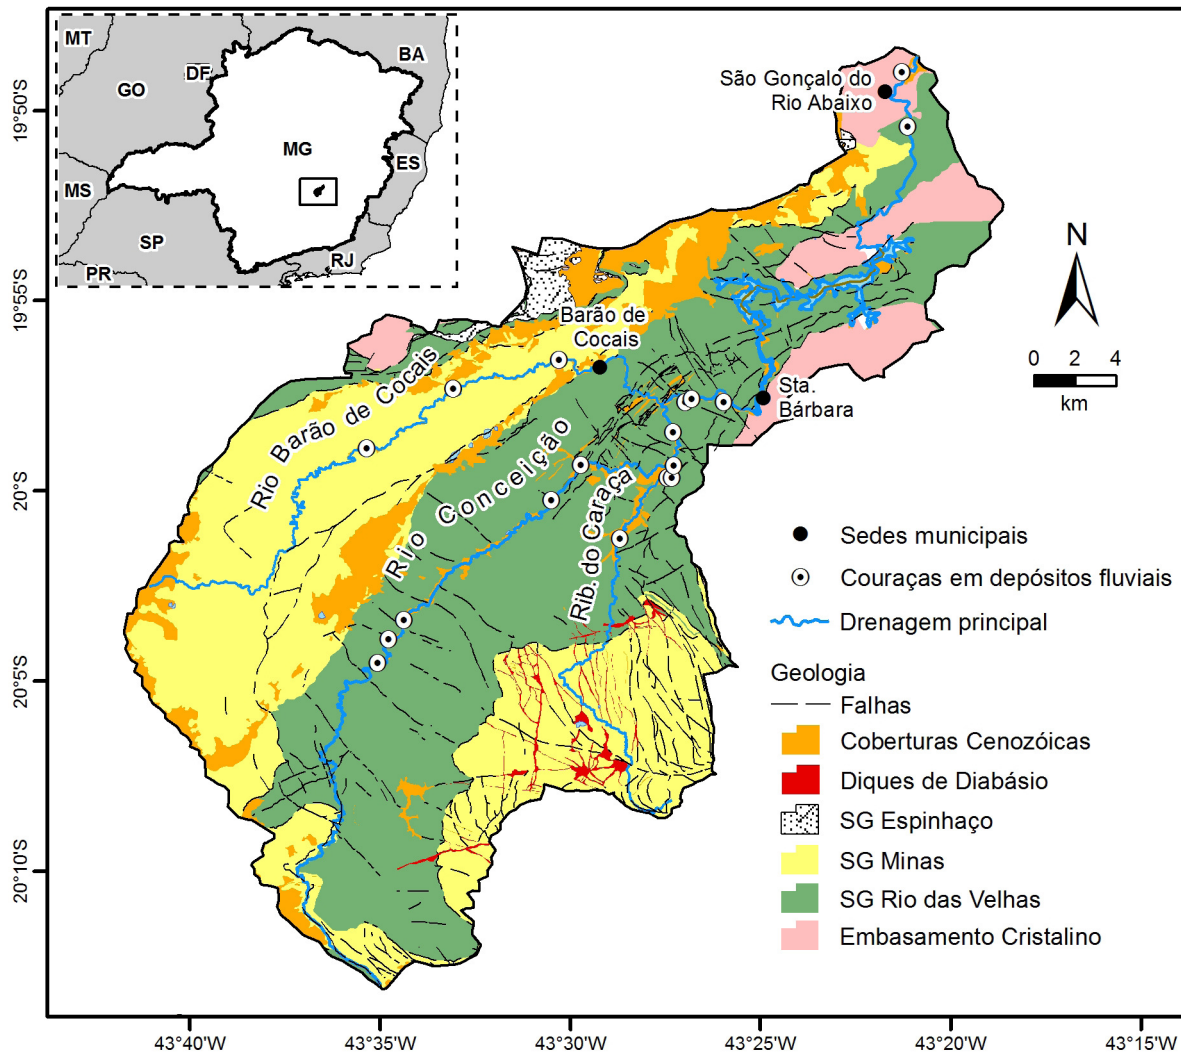 MT
BA
DF
GO
MG
ES
MS
SP
RJ
PR
São Gonçalo do
Rio Abaixo
N
0 2 4
km
Barão de
Cocais
Sta.
Bárbara
Rio Barão de Cocais
Rio Conceição
Rib. do Caraça
Sedes municipais
Couraças em depósitos fluviais
Drenagem principal
Geologia
Falhas
Coberturas Cenozóicas
Diques de Diabásio
SG Espinhaço
SG Minas
SG Rio das Velhas
Embasamento Cristalino
19°50'S
19°55'S
20°S
20°5'S
20°10'S
43°40'W
43°35'W
43°30'W
43°25'W
43°20'W
43°15'W